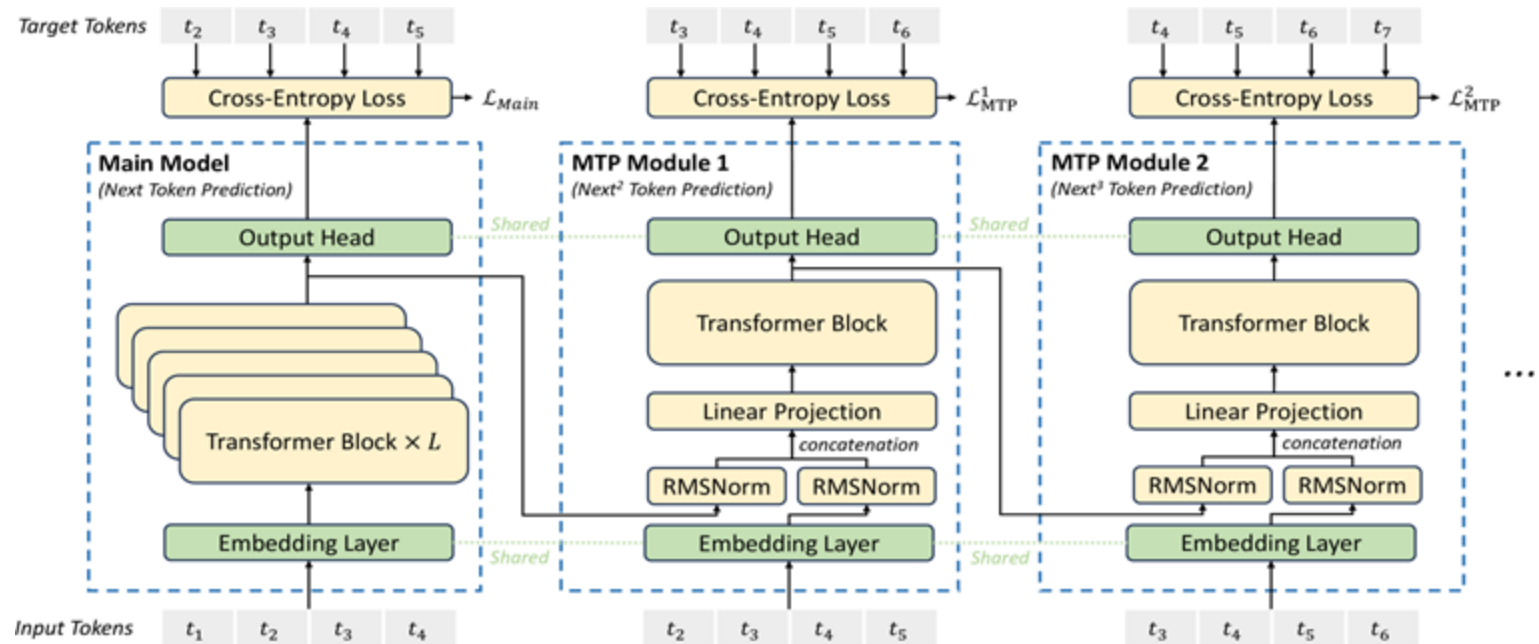 Target Tokens t₂ t₃ t₄ t₅ t₃ t₄ t₅ t₆ t₄ t₅ t₆ t₇
Cross-Entropy Loss ℒ_Main Cross-Entropy Loss ℒ¹_MTP Cross-Entropy Loss ℒ²_MTP
Main Model
(Next Token Prediction)
Output Head
Transformer Block × L
Embedding Layer
Shared
Shared
MTP Module 1
(Next² Token Prediction)
Output Head
Transformer Block
Linear Projection
concatenation
RMSNorm RMSNorm
Embedding Layer
Shared
Shared
MTP Module 2
(Next³ Token Prediction)
Output Head
Transformer Block
Linear Projection
concatenation
RMSNorm RMSNorm
Embedding Layer
...
Input Tokens t₁ t₂ t₃ t₄ t₂ t₃ t₄ t₅ t₃ t₄ t₅ t₆